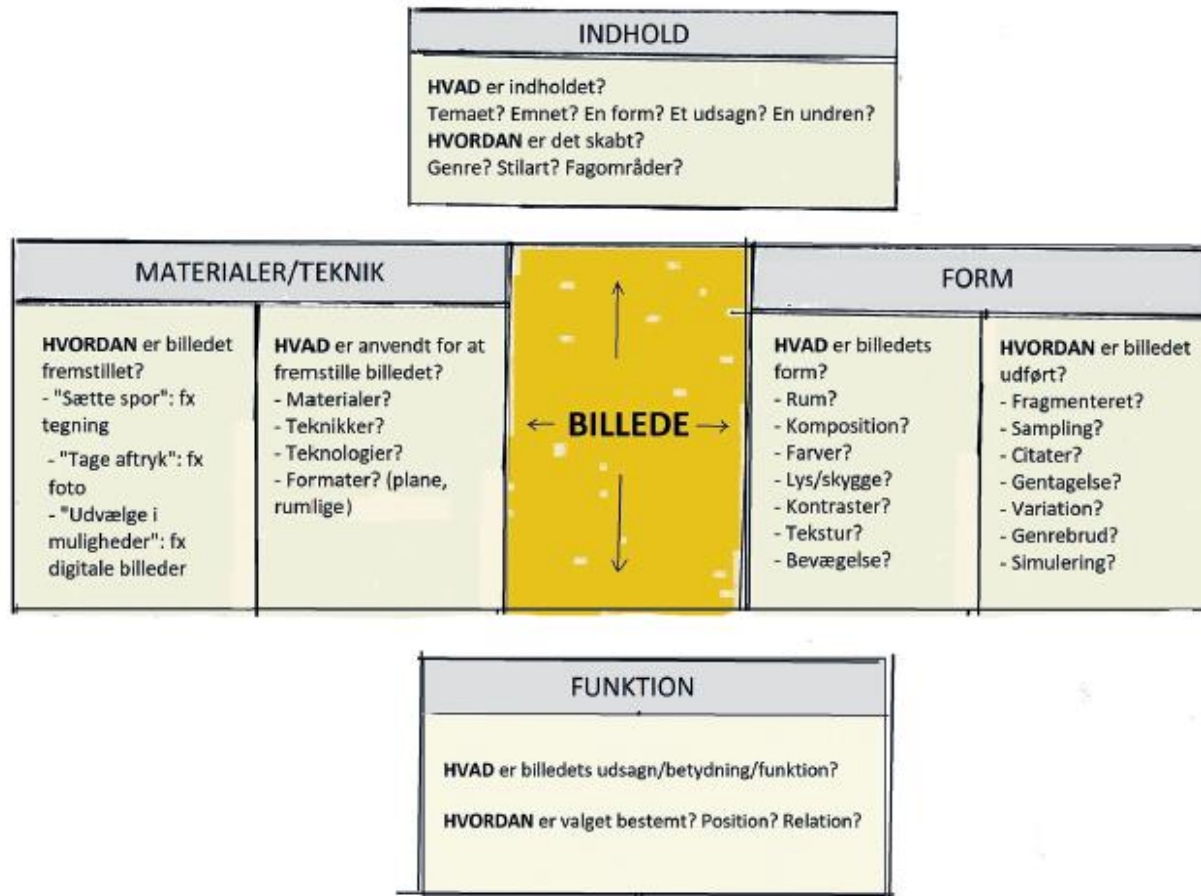 INDHOLD
HVAD er indholdet?
Temaet? Emnet? En form? Et udsagn? En undren?
HVORDAN er det skabt?
Genre? Stilart? Fagområder?
MATERIALER/TEKNIK
HVORDAN er billedet
fremstillet?
- "Sætte spor": fx
tegning
- "Tage aftryk": fx
foto
- "Udvælge i
muligheder": fx
digitale billeder
HVAD er anvendt for at
fremstille billedet?
- Materialer?
- Teknikker?
- Teknologier?
- Formater? (plane,
rumlige)
BILLEDE
FORM
HVAD er billedets
form?
- Rum?
- Komposition?
- Farver?
- Lys/skygge?
- Kontraster?
- Tekstur?
- Bevægelse?
HVORDAN er billedet
udført?
- Fragmenteret?
- Sampling?
- Citater?
- Gentagelse?
- Variation?
- Genrebrud?
- Simulering?
FUNKTION
HVAD er billedets udsagn/betydning/funktion?
HVORDAN er valget bestemt? Position? Relation?